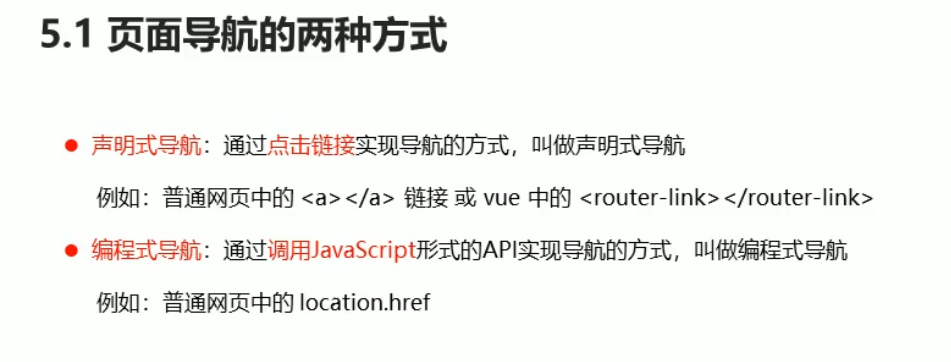 5.1 页面导航的两种方式
● 声明式导航：通过点击链接实现导航的方式，叫做声明式导航
例如：普通网页中的 <a></a> 链接 或 vue 中的 <router-link></router-link>
● 编程式导航：通过调用JavaScript形式的API实现导航的方式，叫做编程式导航
例如：普通网页中的 location.href